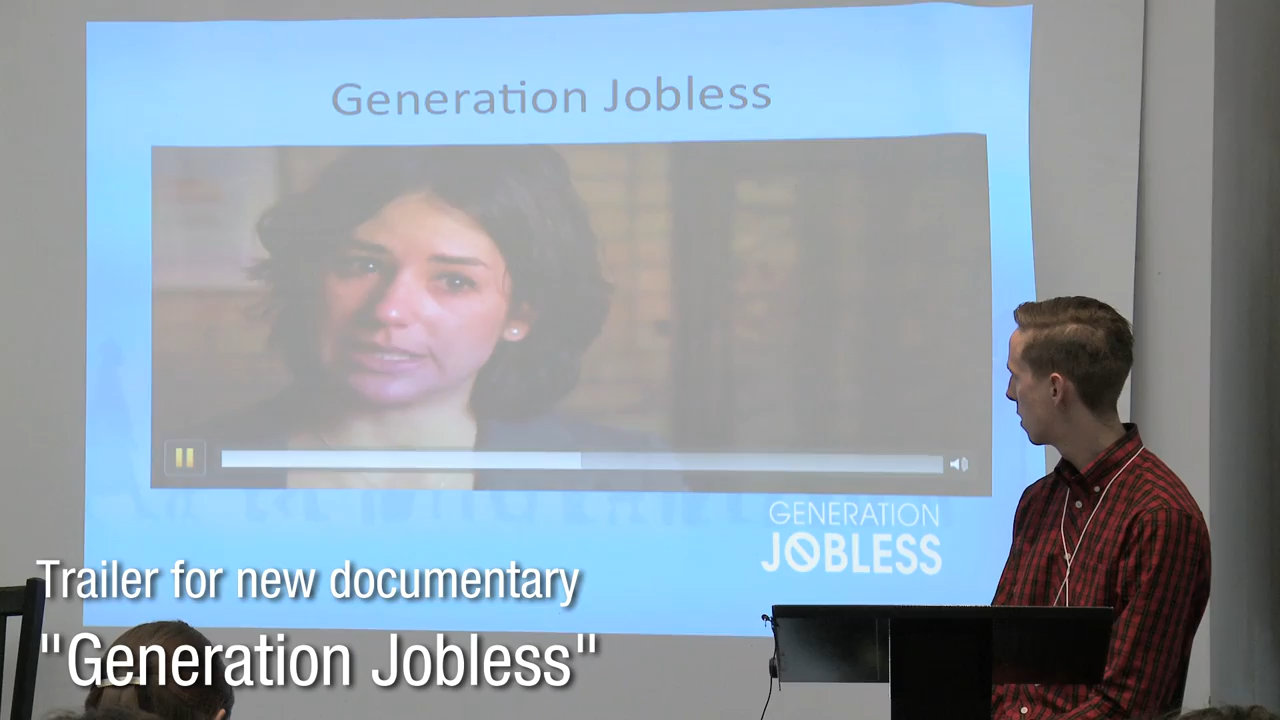 Generation Jobless
GENERATION
JOBLESS
Trailer for new documentary
"Generation Jobless"